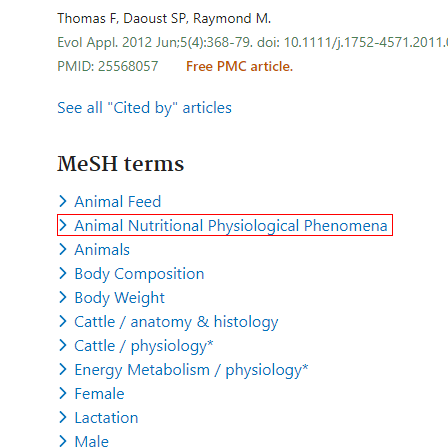 Thomas F, Daoust SP, Raymond M.
Evol Appl. 2012 Jun;5(4):368-79. doi: 10.1111/j.1752-4571.2011.
PMID: 25568057 Free PMC article.
See all "Cited by" articles
MeSH terms
Animal Feed
Animal Nutritional Physiological Phenomena
Animals
Body Composition
Body Weight
Cattle / anatomy & histology
Cattle / physiology*
Energy Metabolism / physiology*
Female
Lactation
Male